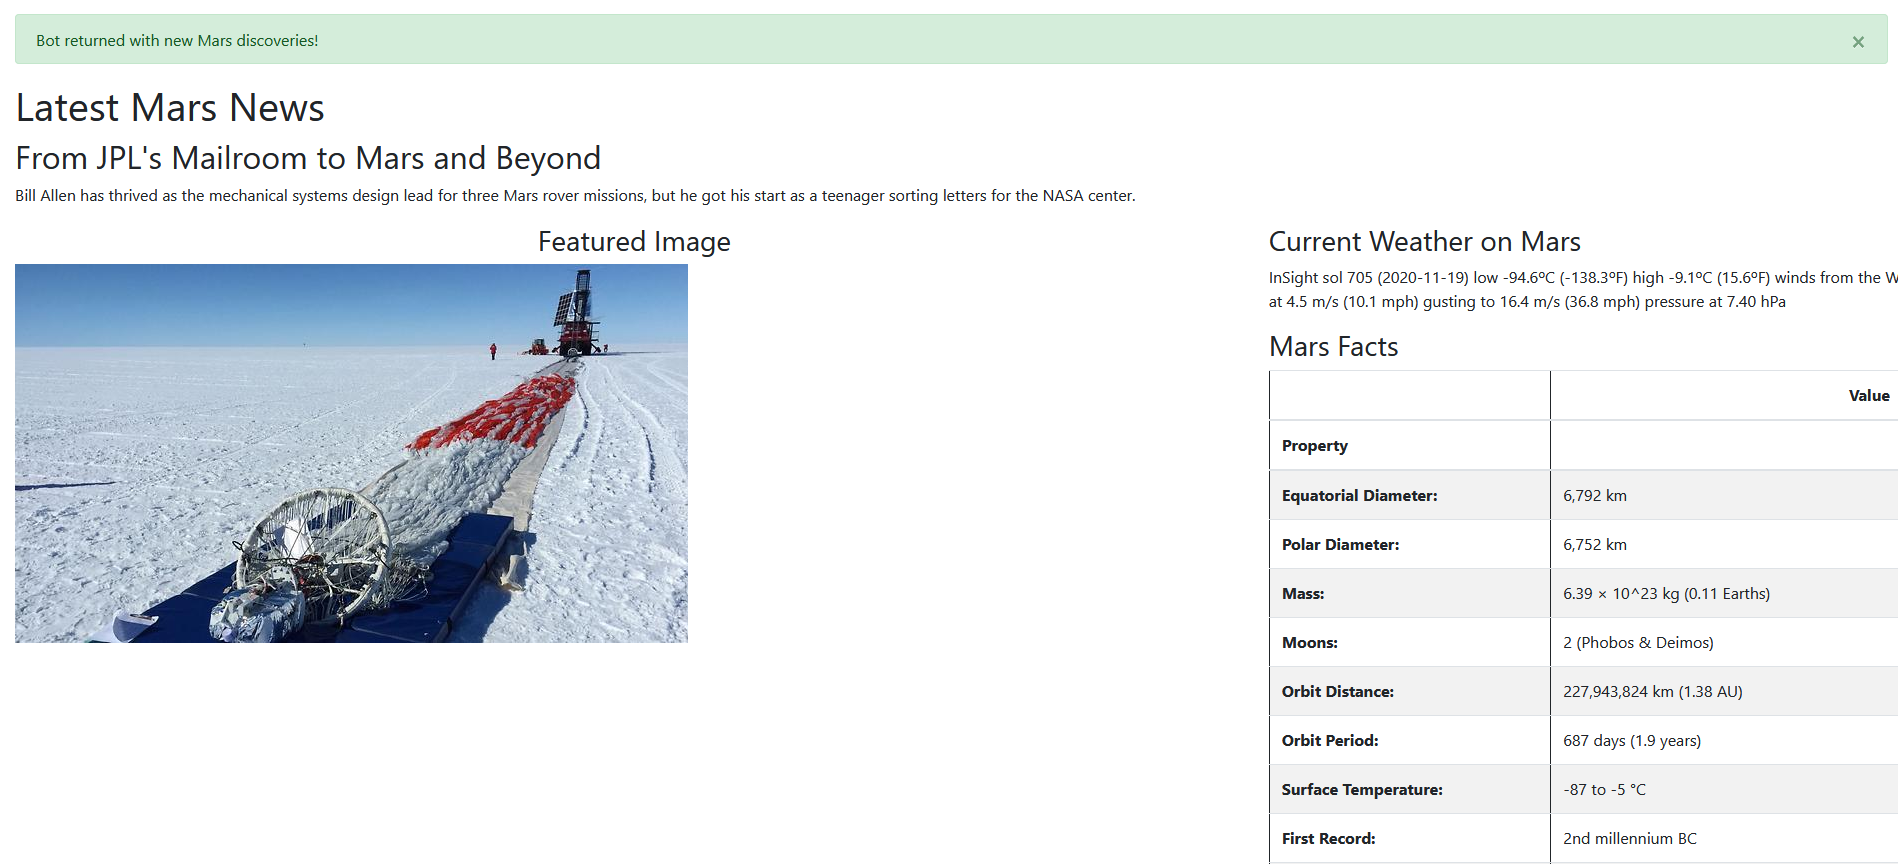 Bot returned with new Mars discoveries!
×
Latest Mars News
From JPL's Mailroom to Mars and Beyond
Bill Allen has thrived as the mechanical systems design lead for three Mars rover missions, but he got his start as a teenager sorting letters for the NASA center.
Featured Image
Current Weather on Mars
InSight sol 705 (2020-11-19) low -94.6ºC (-138.3ºF) high -9.1ºC (15.6ºF) winds from the W
at 4.5 m/s (10.1 mph) gusting to 16.4 m/s (36.8 mph) pressure at 7.40 hPa
Mars Facts
Value
Property
Equatorial Diameter: 6,792 km
Polar Diameter: 6,752 km
Mass: 6.39 × 10^23 kg (0.11 Earths)
Moons: 2 (Phobos & Deimos)
Orbit Distance: 227,943,824 km (1.38 AU)
Orbit Period: 687 days (1.9 years)
Surface Temperature: -87 to -5 °C
First Record: 2nd millennium BC